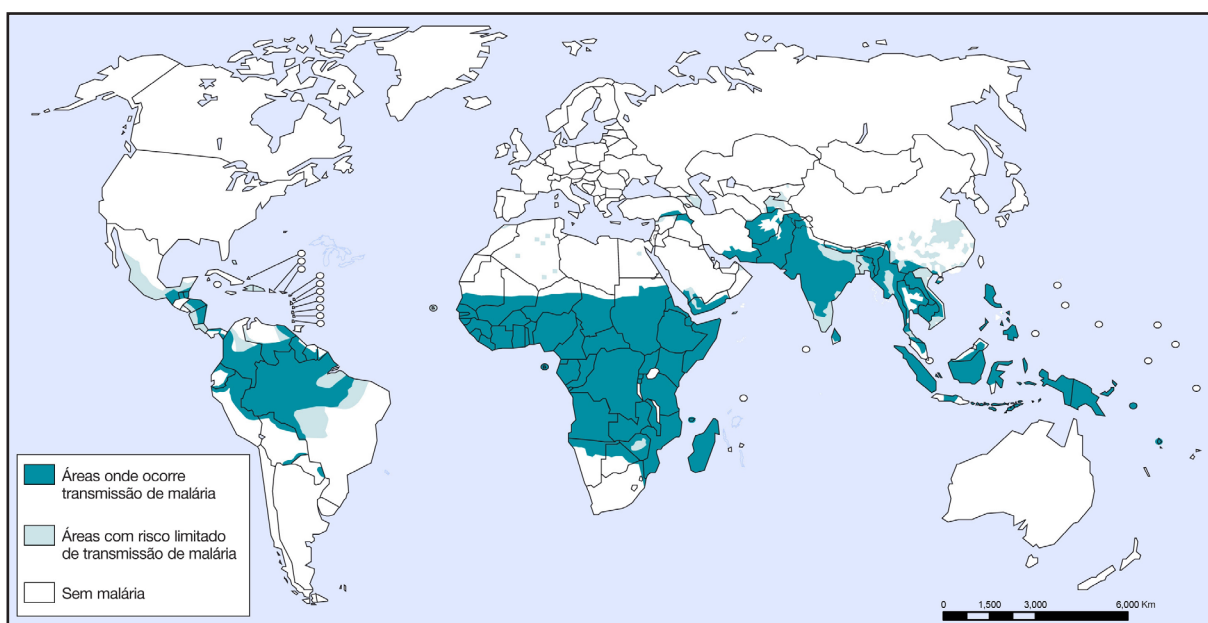 Áreas onde ocorre
transmissão de malária
Áreas com risco limitado
de transmissão de malária
Sem malária
0 1,500 3,000 6,000 Km